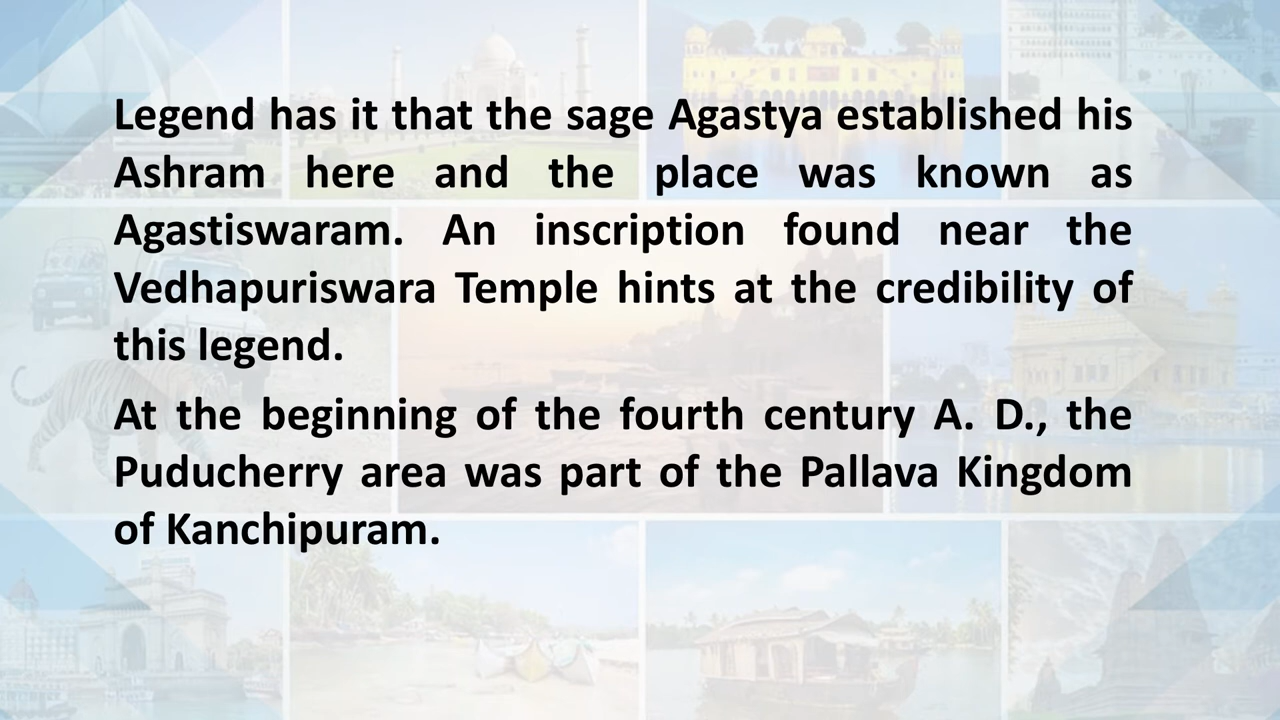 Legend has it that the sage Agastya established his
Ashram here and the place was known as
Agastiswaram. An inscription found near the
Vedhapuriswara Temple hints at the credibility of
this legend.
At the beginning of the fourth century A. D., the
Puducherry area was part of the Pallava Kingdom
of Kanchipuram.